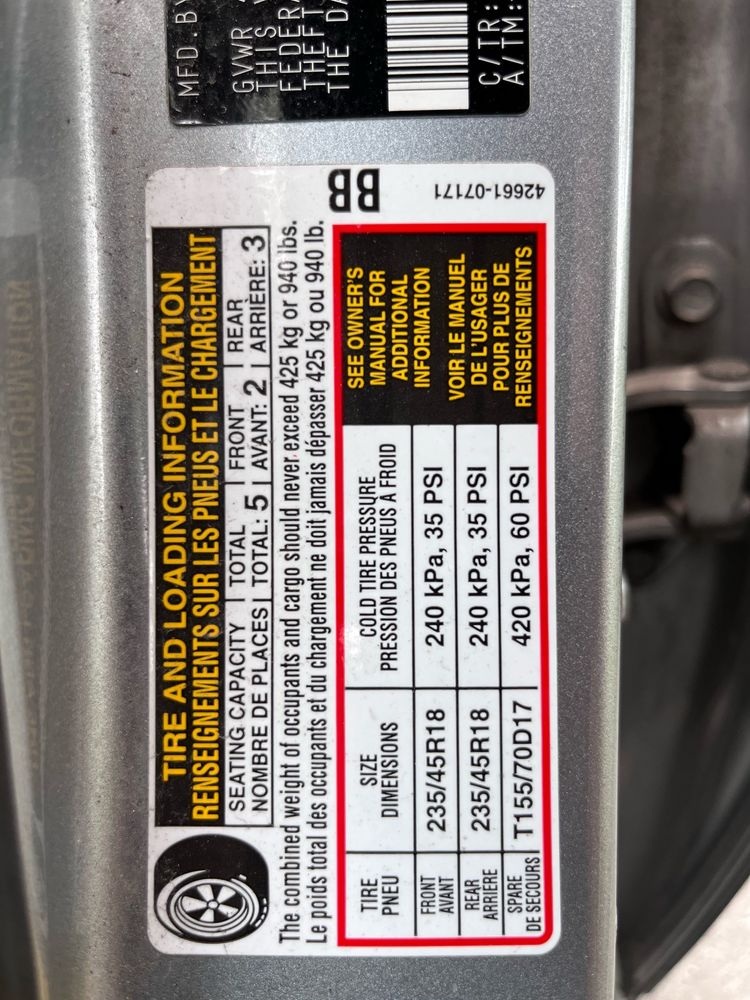 MFD.BY
GVWR
THIS
FEDERA
THEFT
THE DA
C/TR:
A/TM:
TIRE AND LOADING INFORMATION
RENSEIGNEMENTS SUR LES PNEUS ET LE CHARGEMENT
SEATING CAPACITY TOTAL FRONT REAR
NOMBRE DE PLACES TOTAL: 5 AVANT: 2 ARRIÈRE: 3
The combined weight of occupants and cargo should never exceed 425 kg or 940 lbs.
Le poids total des occupants et du chargement ne doit jamais dépasser 425 kg ou 940 lb.
TIRE SIZE COLD TIRE PRESSURE
PNEU DIMENSIONS PRESSION DES PNEUS À FROID
FRONT
AVANT 235/45R18 240 kPa, 35 PSI
REAR
ARRIÈRE 235/45R18 240 kPa, 35 PSI
SPARE
DE SECOURS T155/70D17 420 kPa, 60 PSI
SEE OWNER'S
MANUAL FOR
ADDITIONAL
INFORMATION
VOIR LE MANUEL
DE L'USAGER
POUR PLUS DE
RENSEIGNEMENTS
BB
42661-07171